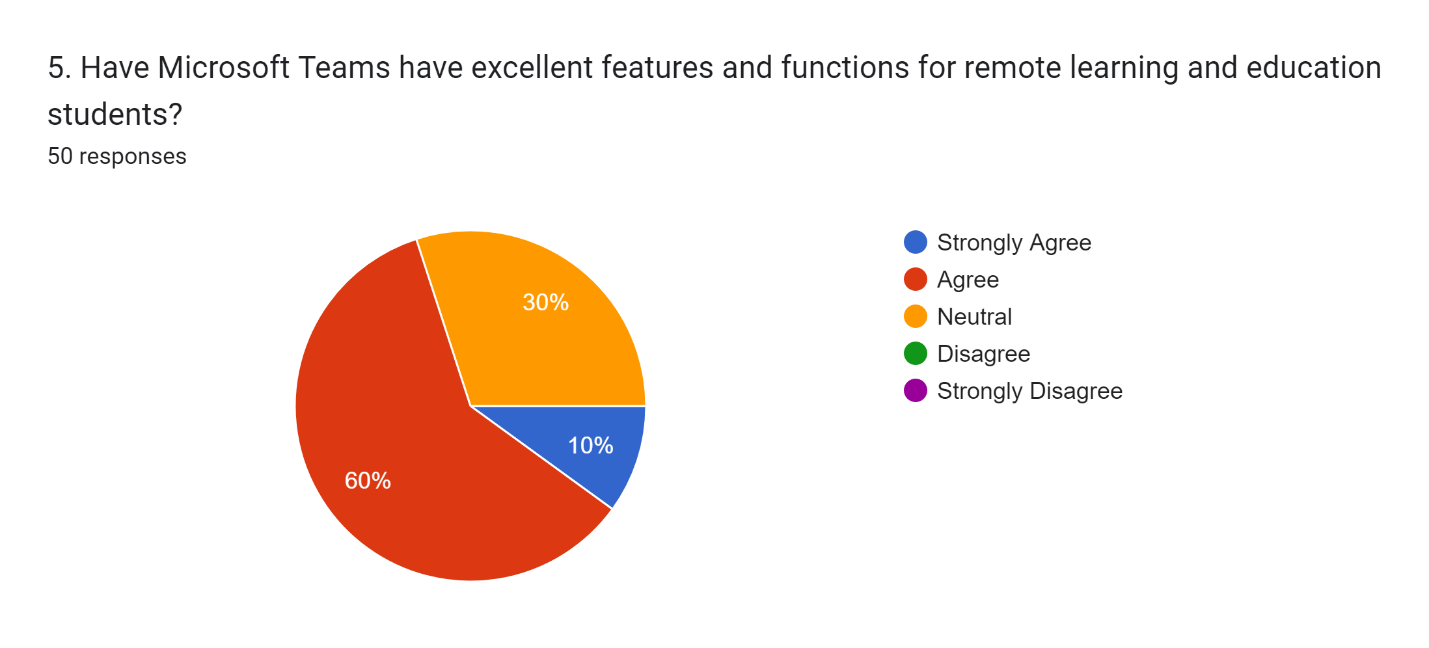 5. Have Microsoft Teams have excellent features and functions for remote learning and education
students?
50 responses
30%
10%
60%
Strongly Agree
Agree
Neutral
Disagree
Strongly Disagree